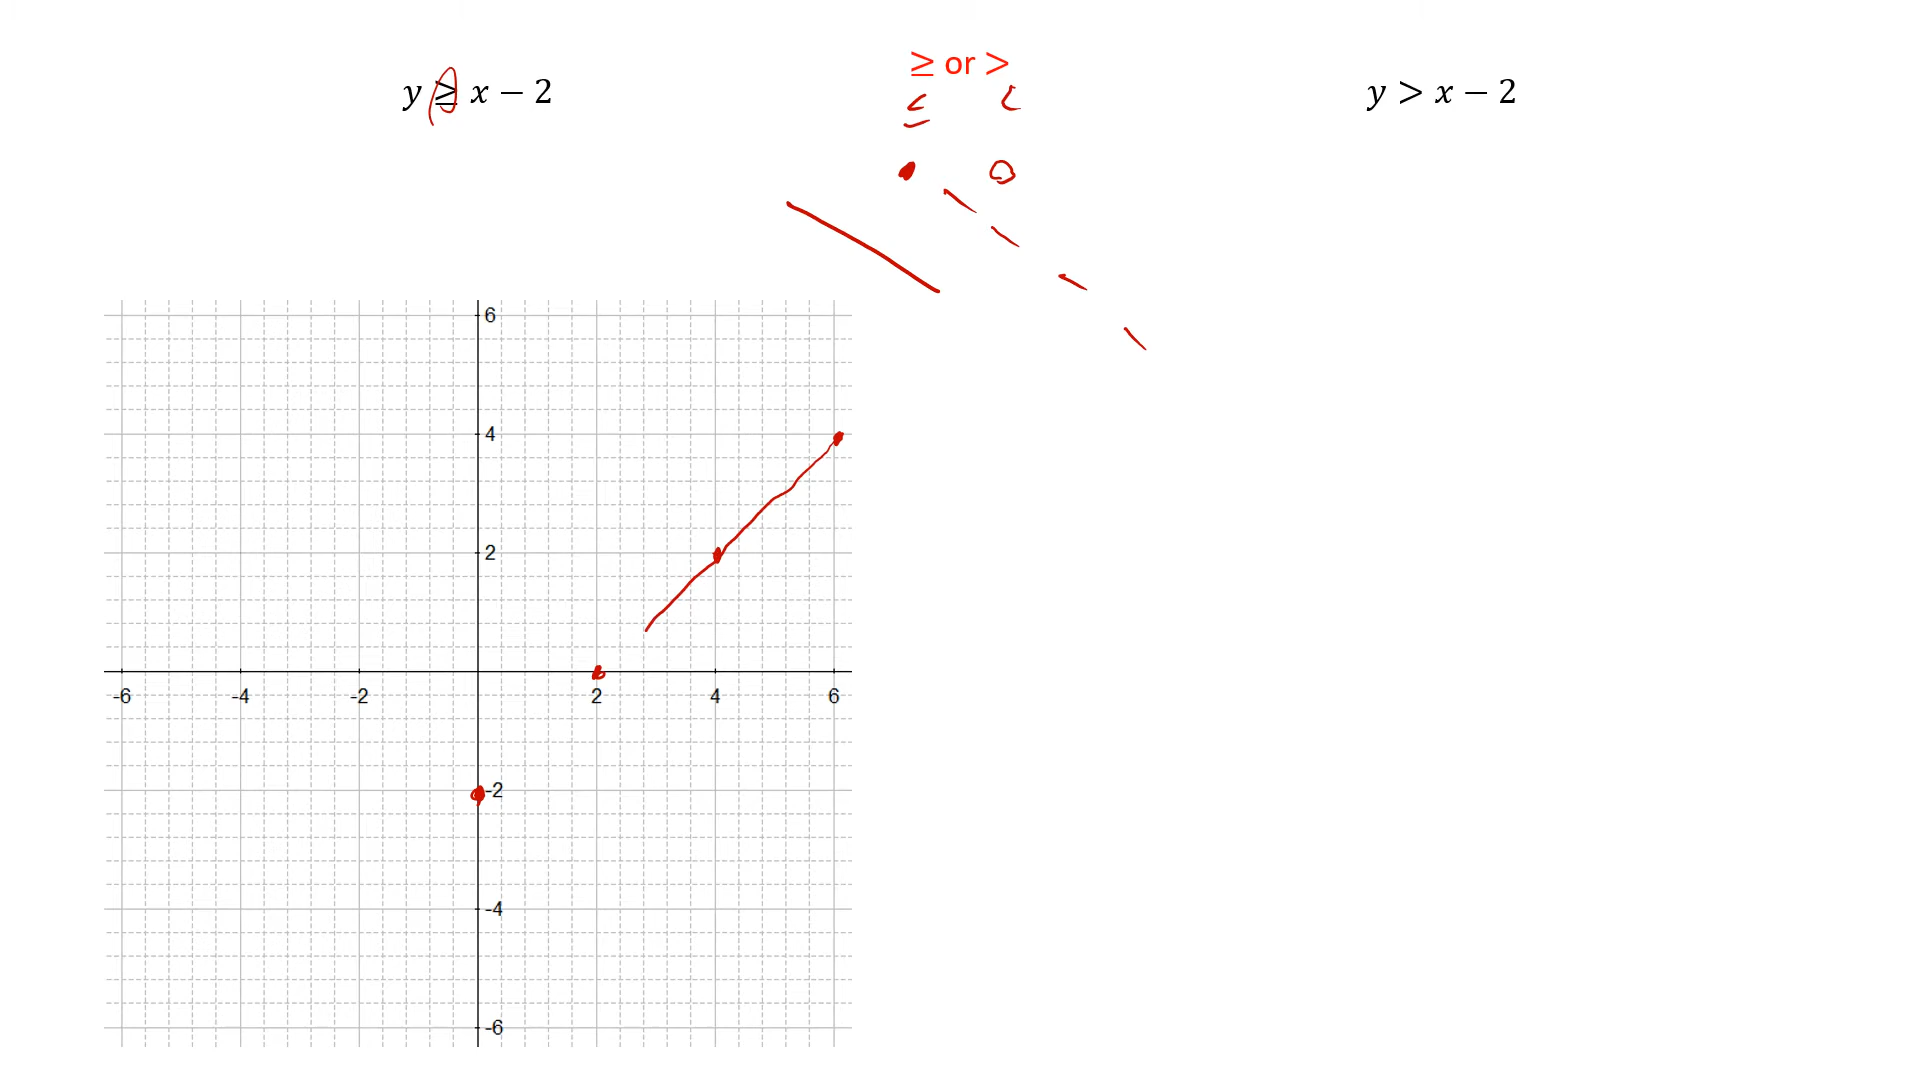 y ≥ x − 2
≥ or >
≤ <
y > x − 2
6
4
2
-6 -4 -2 2 4 6
-2
-4
-6